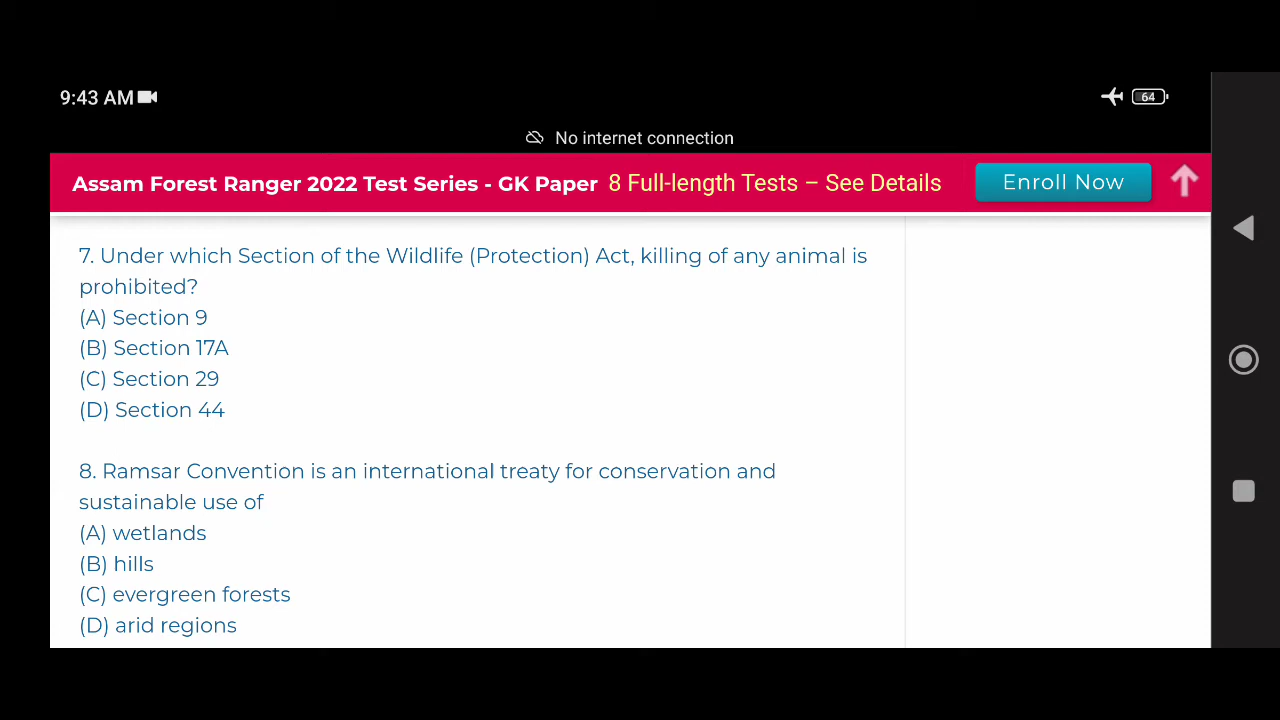 9:43 AM
64
No internet connection
Assam Forest Ranger 2022 Test Series - GK Paper 8 Full-length Tests – See Details Enroll Now
7. Under which Section of the Wildlife (Protection) Act, killing of any animal is
prohibited?
(A) Section 9
(B) Section 17A
(C) Section 29
(D) Section 44
8. Ramsar Convention is an international treaty for conservation and
sustainable use of
(A) wetlands
(B) hills
(C) evergreen forests
(D) arid regions